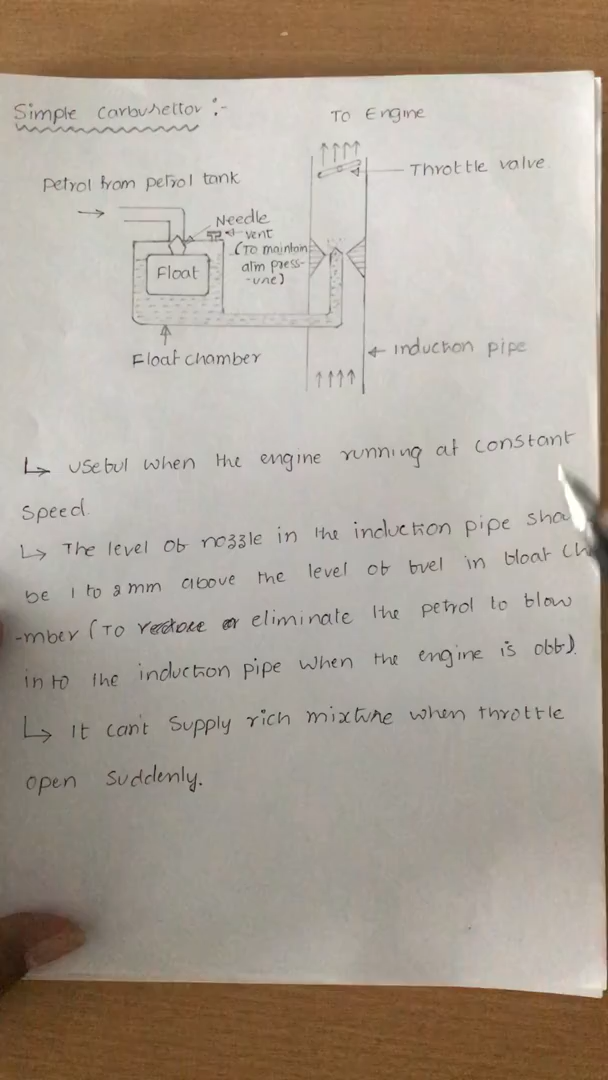 Simple Carburettor :-
To Engine
Throttle valve
Petrol from petrol tank
Needle
vent
(To maintain
atm press-
-ure)
Float
Float chamber
Induction pipe
↳ Useful when the engine running at constant
speed.
↳ The level of nozzle in the induction pipe
be 1 to 2 mm above the level of fuel in float
-mber (To reduce or eliminate the petrol to flow
in to the induction pipe when the engine is off).
↳ It can't supply rich mixture when throttle
open suddenly.